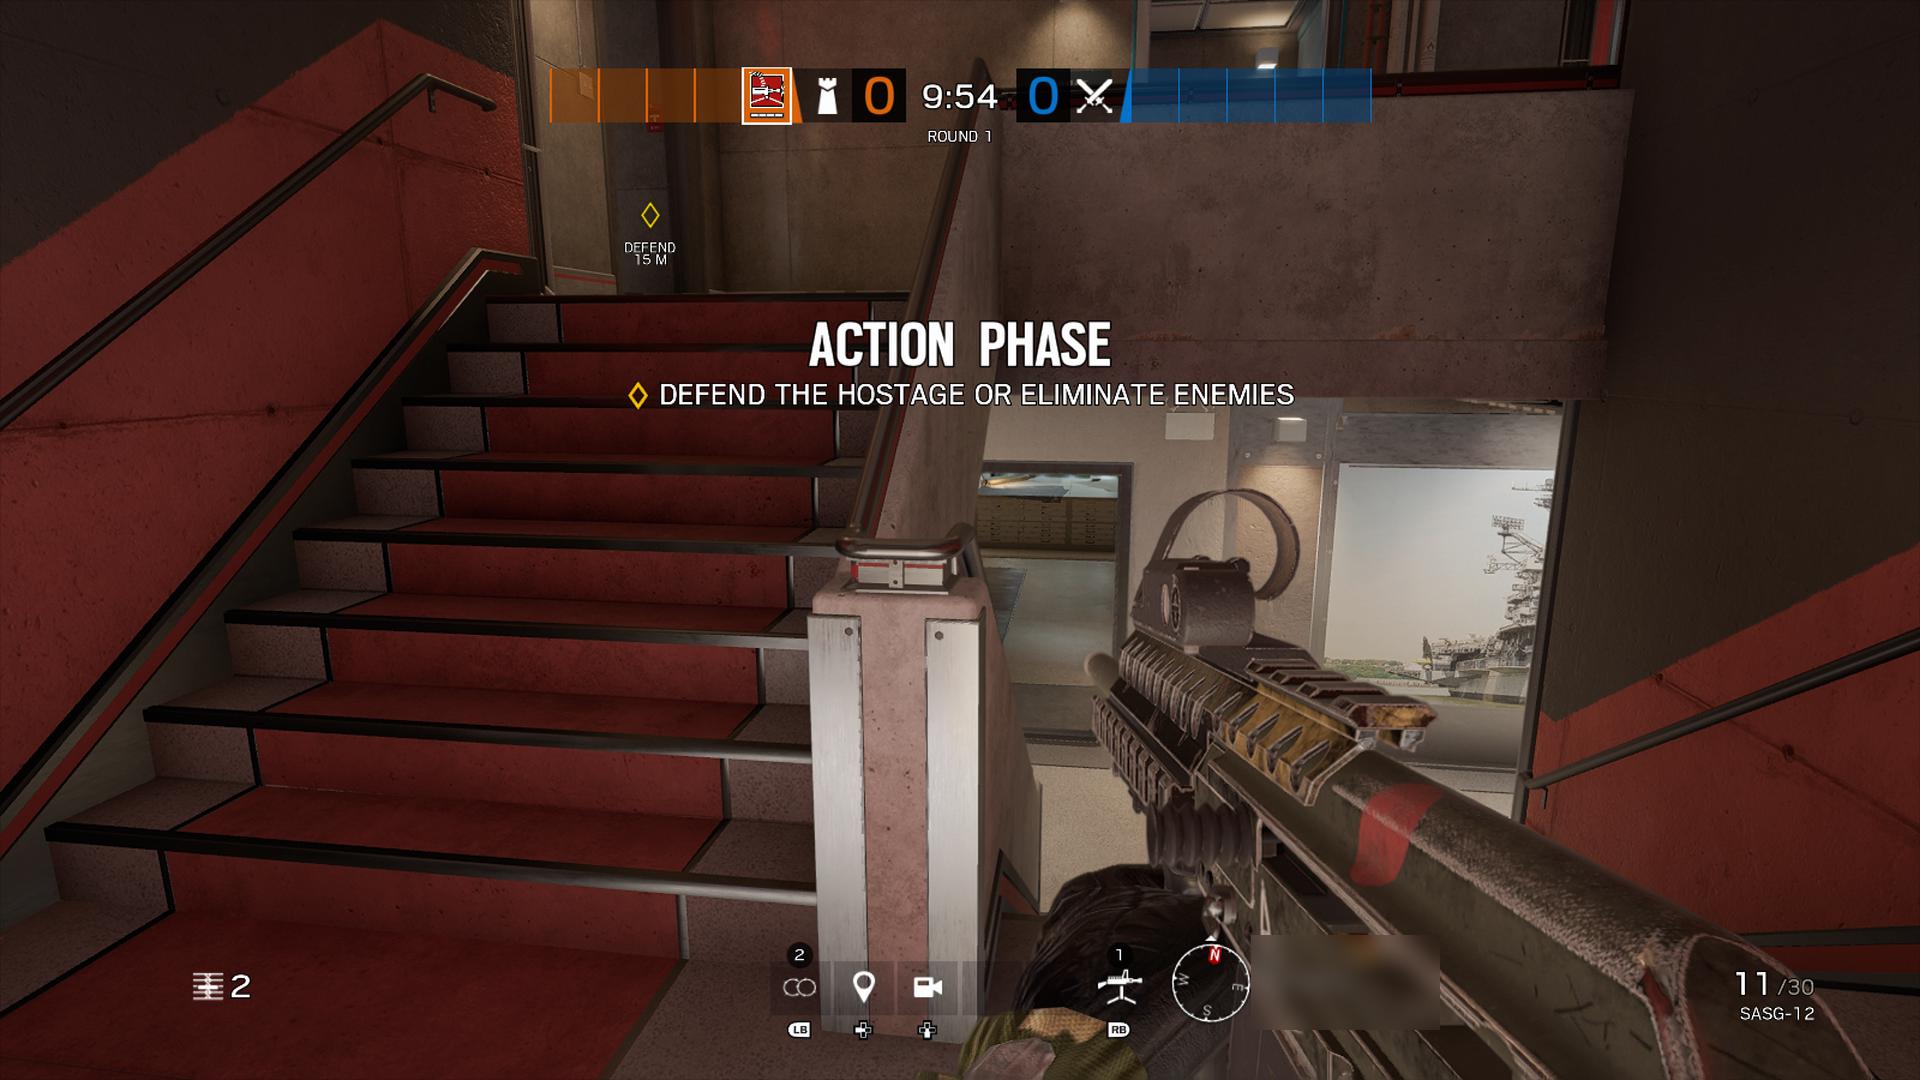 0
9:54
0
ROUND 1
DEFEND
15 M
ACTION PHASE
DEFEND THE HOSTAGE OR ELIMINATE ENEMIES
2
2
LB
1
RB
N
E
S
W
11 /30
SASG-12